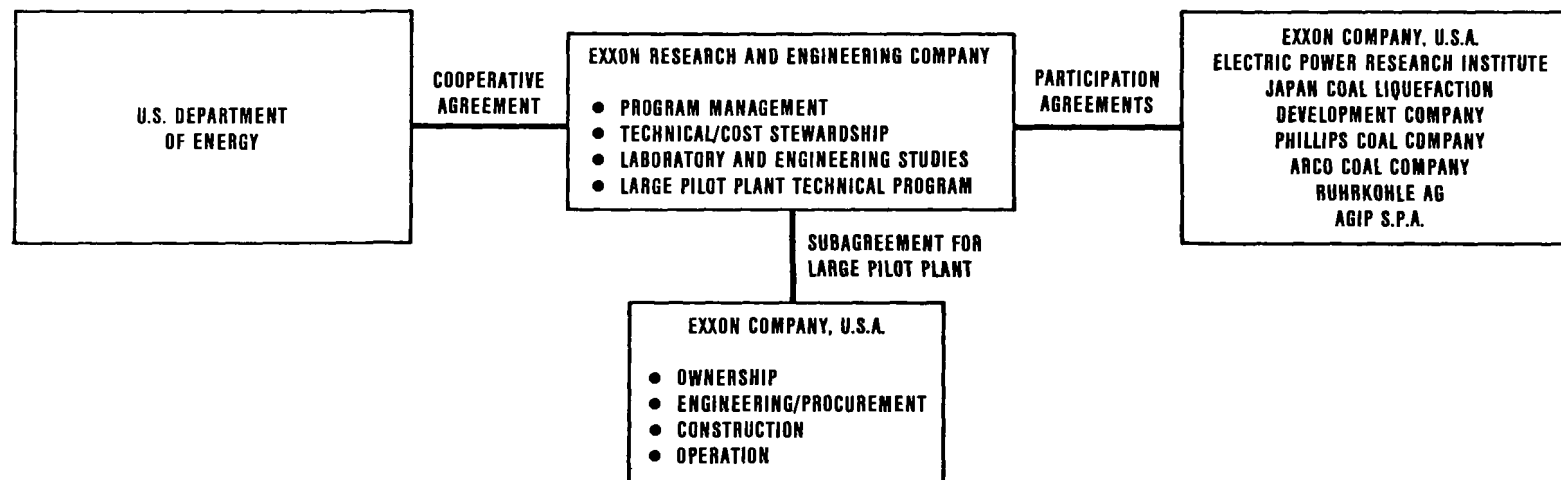 U.S. DEPARTMENT
OF ENERGY
COOPERATIVE
AGREEMENT
EXXON RESEARCH AND ENGINEERING COMPANY
● PROGRAM MANAGEMENT
● TECHNICAL/COST STEWARDSHIP
● LABORATORY AND ENGINEERING STUDIES
● LARGE PILOT PLANT TECHNICAL PROGRAM
PARTICIPATION
AGREEMENTS
EXXON COMPANY, U.S.A.
ELECTRIC POWER RESEARCH INSTITUTE
JAPAN COAL LIQUEFACTION
DEVELOPMENT COMPANY
PHILLIPS COAL COMPANY
ARCO COAL COMPANY
RUHRKOHLE AG
AGIP S.P.A.
SUBAGREEMENT FOR
LARGE PILOT PLANT
EXXON COMPANY, U.S.A.
● OWNERSHIP
● ENGINEERING/PROCUREMENT
● CONSTRUCTION
● OPERATION